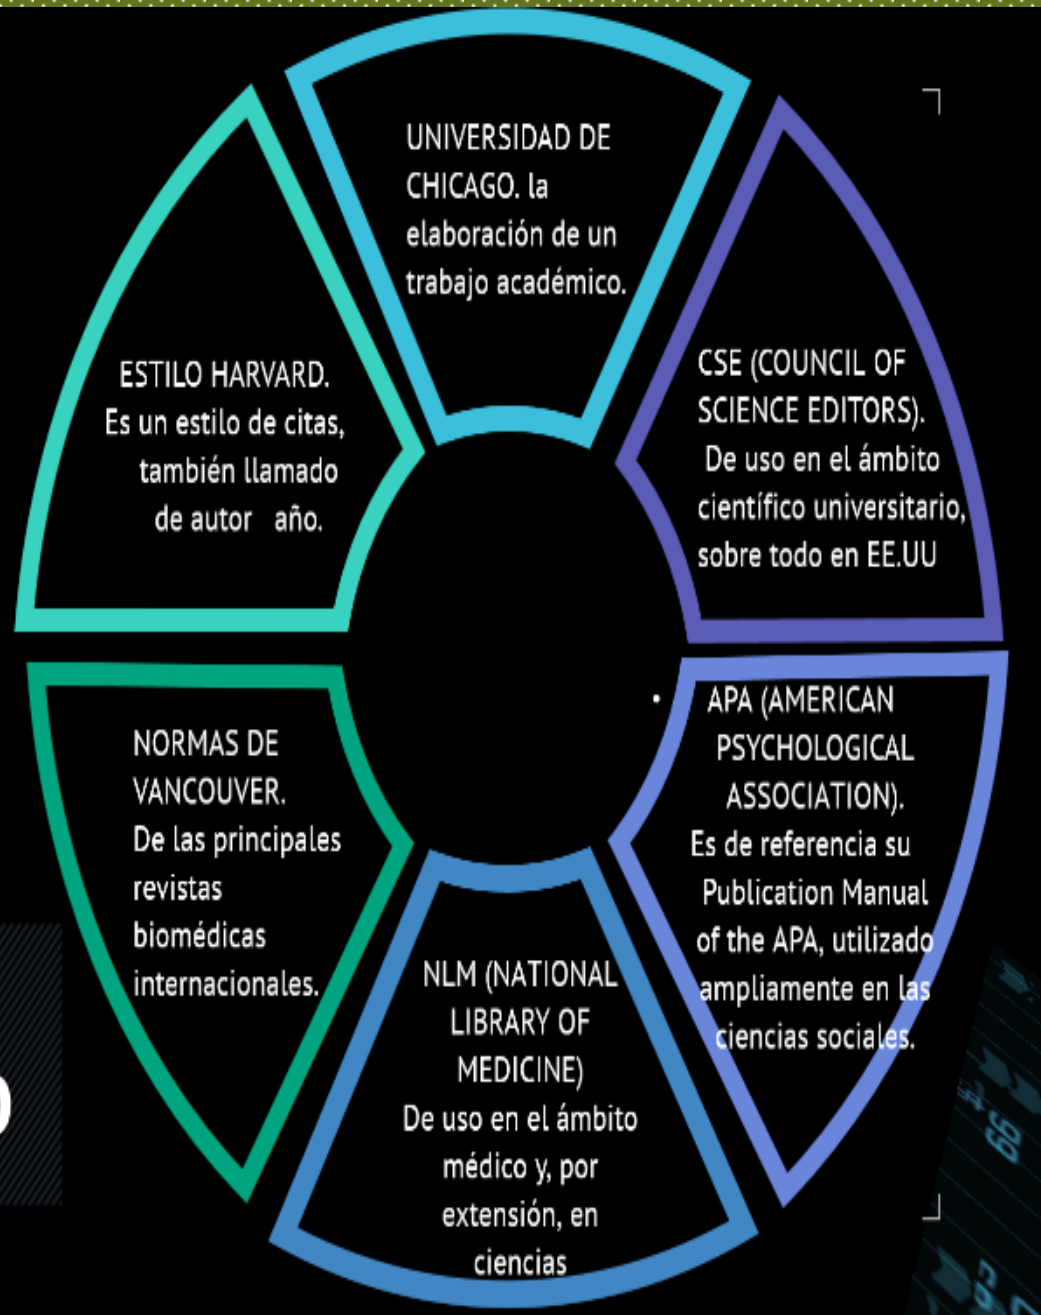 UNIVERSIDAD DE
CHICAGO. la
elaboración de un
trabajo académico.
CSE (COUNCIL OF
SCIENCE EDITORS).
De uso en el ámbito
científico universitario,
sobre todo en EE.UU
• APA (AMERICAN
PSYCHOLOGICAL
ASSOCIATION).
Es de referencia su
Publication Manual
of the APA, utilizado
ampliamente en las
ciencias sociales.
NLM (NATIONAL
LIBRARY OF
MEDICINE)
De uso en el ámbito
médico y, por
extensión, en
ciencias
NORMAS DE
VANCOUVER.
De las principales
revistas
biomédicas
internacionales.
ESTILO HARVARD.
Es un estilo de citas,
también llamado
de autor año.